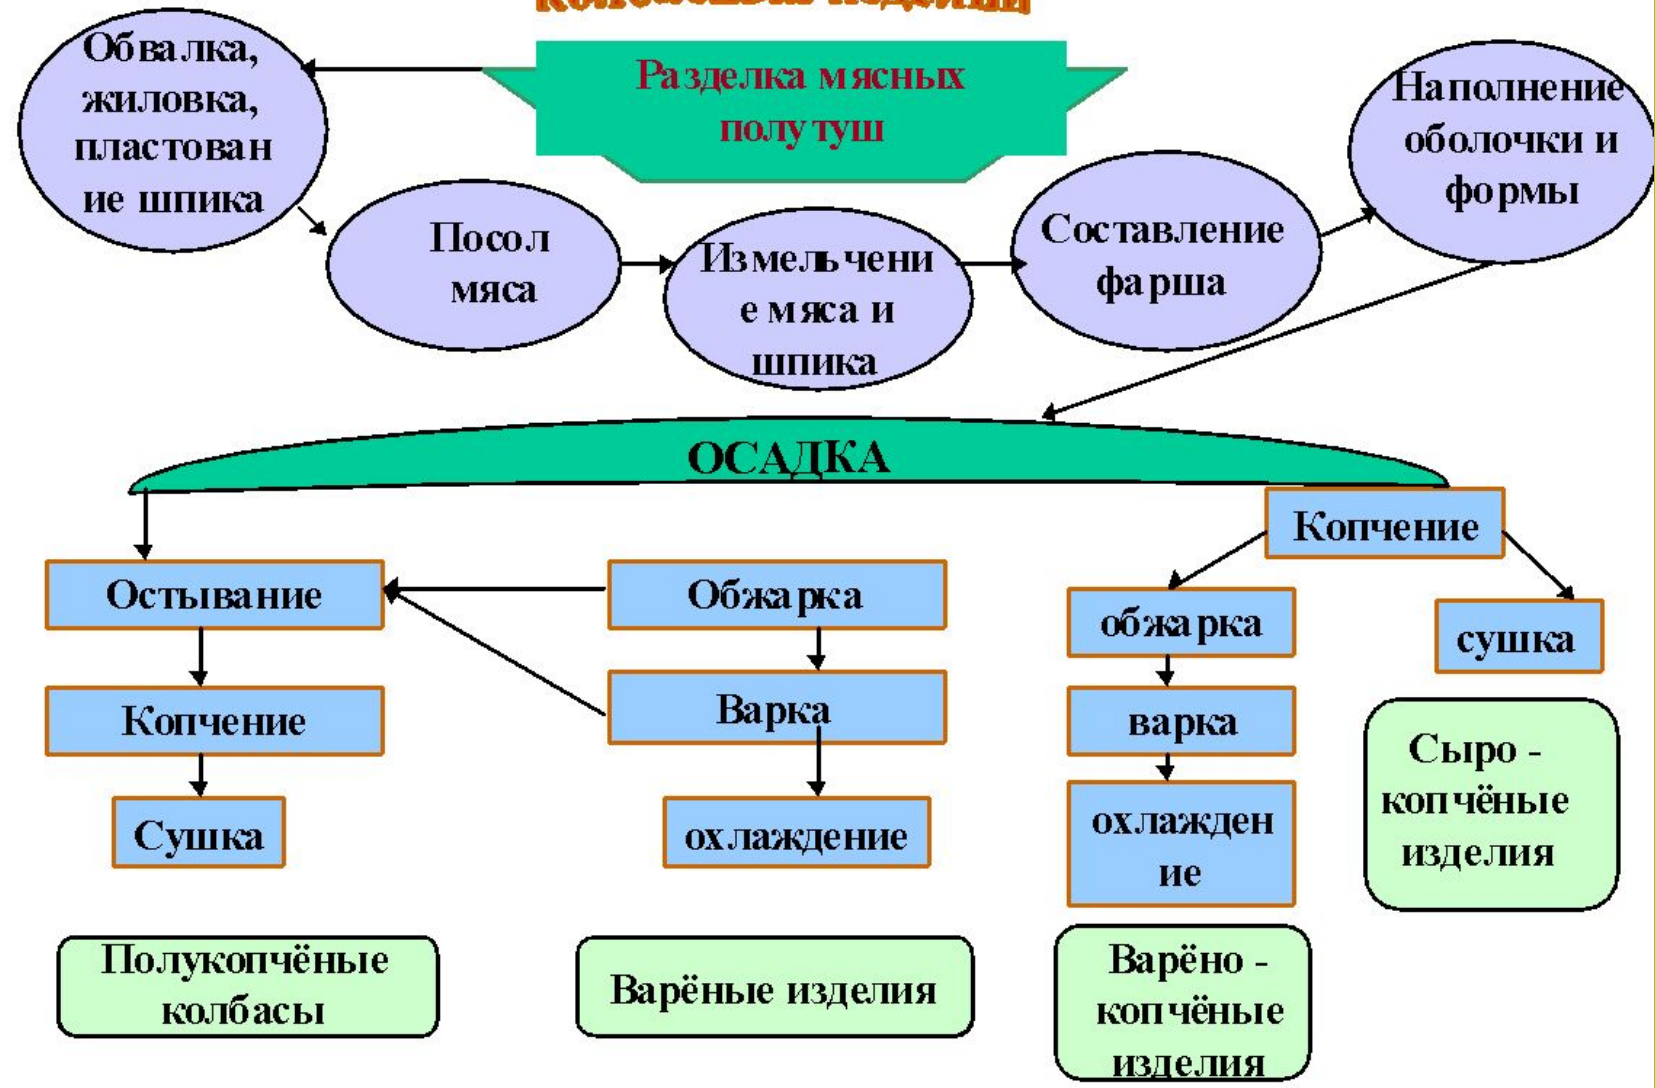 Разделка мясных
полутуш
Обвалка,
жиловка,
пластован
ие шпика
Посол
мяса
Измельчени
е мяса и
шпика
Составление
фарша
Наполнение
оболочки и
формы
ОСАДКА
Остывание
Копчение
Сушка
Полукопчёные
колбасы
Обжарка
Варка
охлаждение
Варёные изделия
Копчение
обжарка
варка
охлажден
ие
Варёно -
копчёные
изделия
сушка
Сыро -
копчёные
изделия